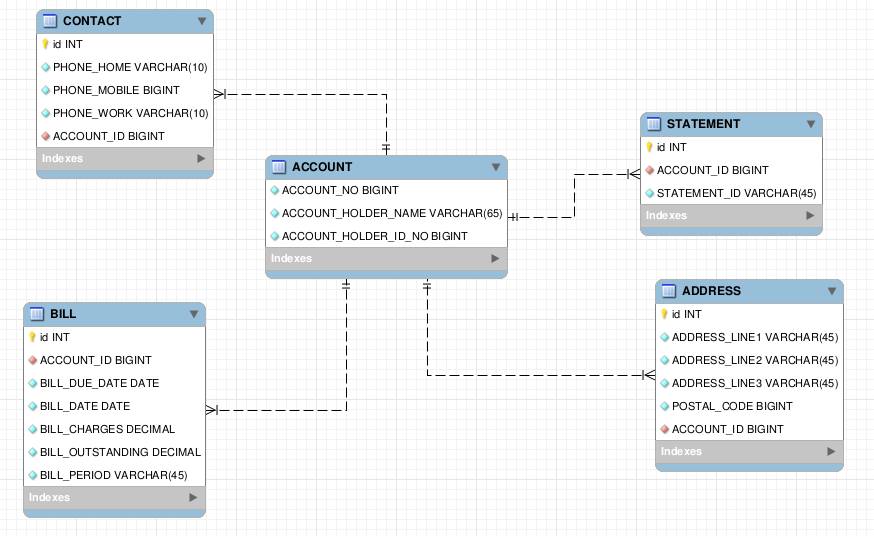 CONTACT
id INT
PHONE_HOME VARCHAR(10)
PHONE_MOBILE BIGINT
PHONE_WORK VARCHAR(10)
ACCOUNT_ID BIGINT
Indexes
ACCOUNT
ACCOUNT_NO BIGINT
ACCOUNT_HOLDER_NAME VARCHAR(65)
ACCOUNT_HOLDER_ID_NO BIGINT
Indexes
STATEMENT
id INT
ACCOUNT_ID BIGINT
STATEMENT_ID VARCHAR(45)
Indexes
BILL
id INT
ACCOUNT_ID BIGINT
BILL_DUE_DATE DATE
BILL_DATE DATE
BILL_CHARGES DECIMAL
BILL_OUTSTANDING DECIMAL
BILL_PERIOD VARCHAR(45)
Indexes
ADDRESS
id INT
ADDRESS_LINE1 VARCHAR(45)
ADDRESS_LINE2 VARCHAR(45)
ADDRESS_LINE3 VARCHAR(45)
POSTAL_CODE BIGINT
ACCOUNT_ID BIGINT
Indexes